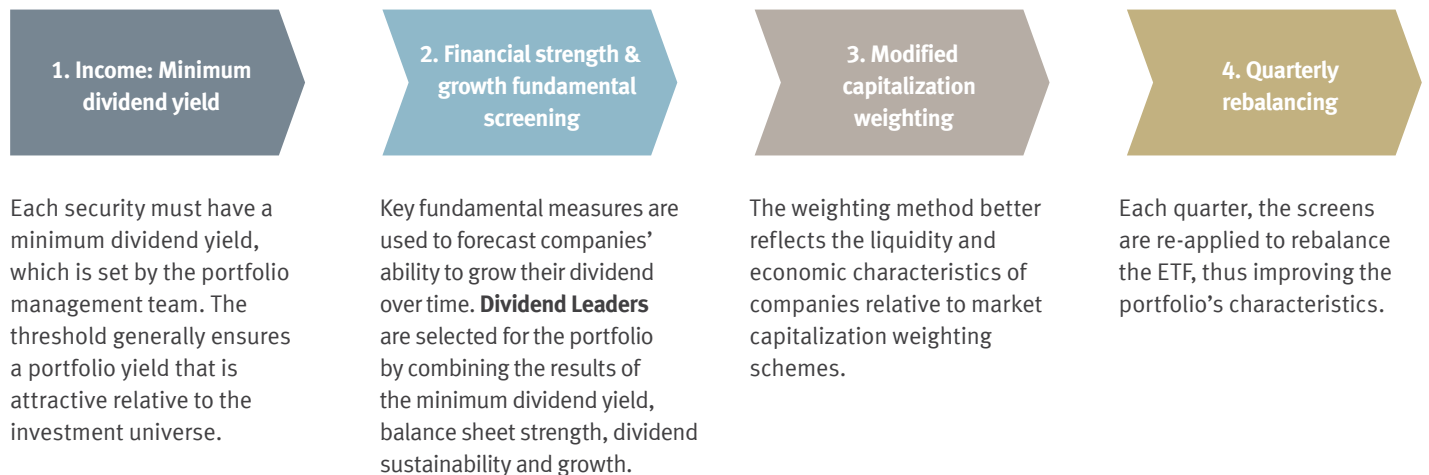 1. Income: Minimum
dividend yield
2. Financial strength &
growth fundamental
screening
3. Modified
capitalization
weighting
4. Quarterly
rebalancing
Each security must have a
minimum dividend yield,
which is set by the portfolio
management team. The
threshold generally ensures
a portfolio yield that is
attractive relative to the
investment universe.
Key fundamental measures are
used to forecast companies’
ability to grow their dividend
over time. Dividend Leaders
are selected for the portfolio
by combining the results of
the minimum dividend yield,
balance sheet strength, dividend
sustainability and growth.
The weighting method better
reflects the liquidity and
economic characteristics of
companies relative to market
capitalization weighting
schemes.
Each quarter, the screens
are re-applied to rebalance
the ETF, thus improving the
portfolio’s characteristics.